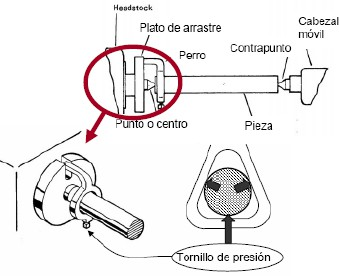 Headstock
Plato de arrastre
Perro
Contrapunto
Cabezal
móvil
Punto o centro
Pieza
Tornillo de presión